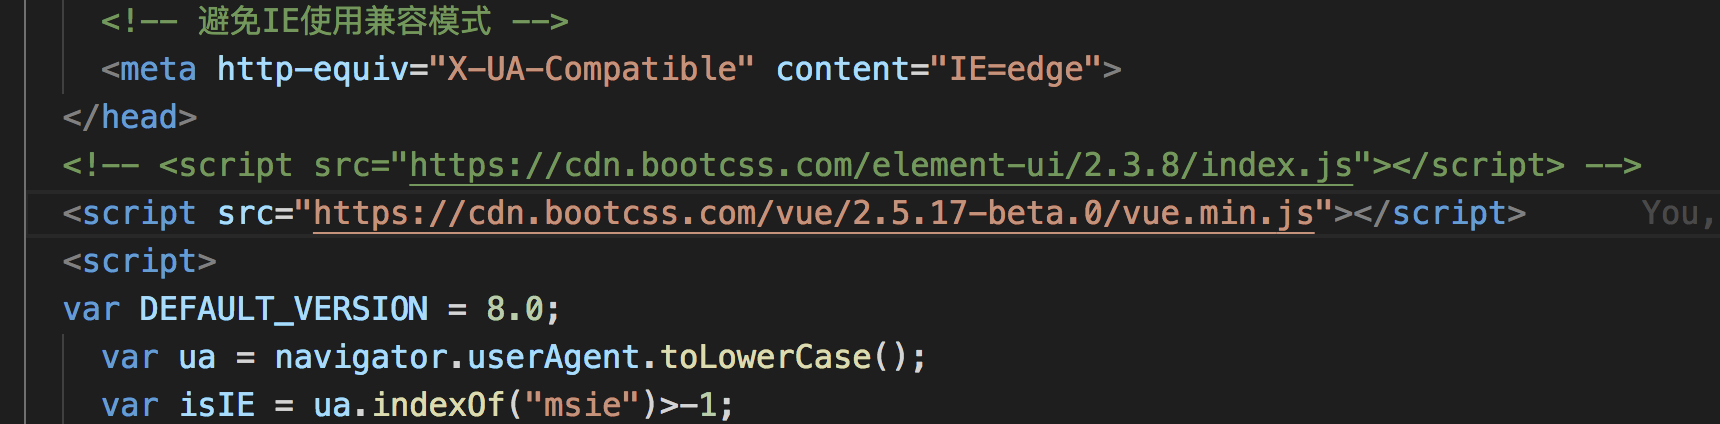 <!-- 避免IE使用兼容模式 -->
<meta http-equiv="X-UA-Compatible" content="IE=edge">
</head>
<!-- <script src="https://cdn.bootcss.com/element-ui/2.3.8/index.js"></script> -->
<script src="https://cdn.bootcss.com/vue/2.5.17-beta.0/vue.min.js"></script> You,
<script>
var DEFAULT_VERSION = 8.0;
var ua = navigator.userAgent.toLowerCase();
var isIE = ua.indexOf("msie")>-1;